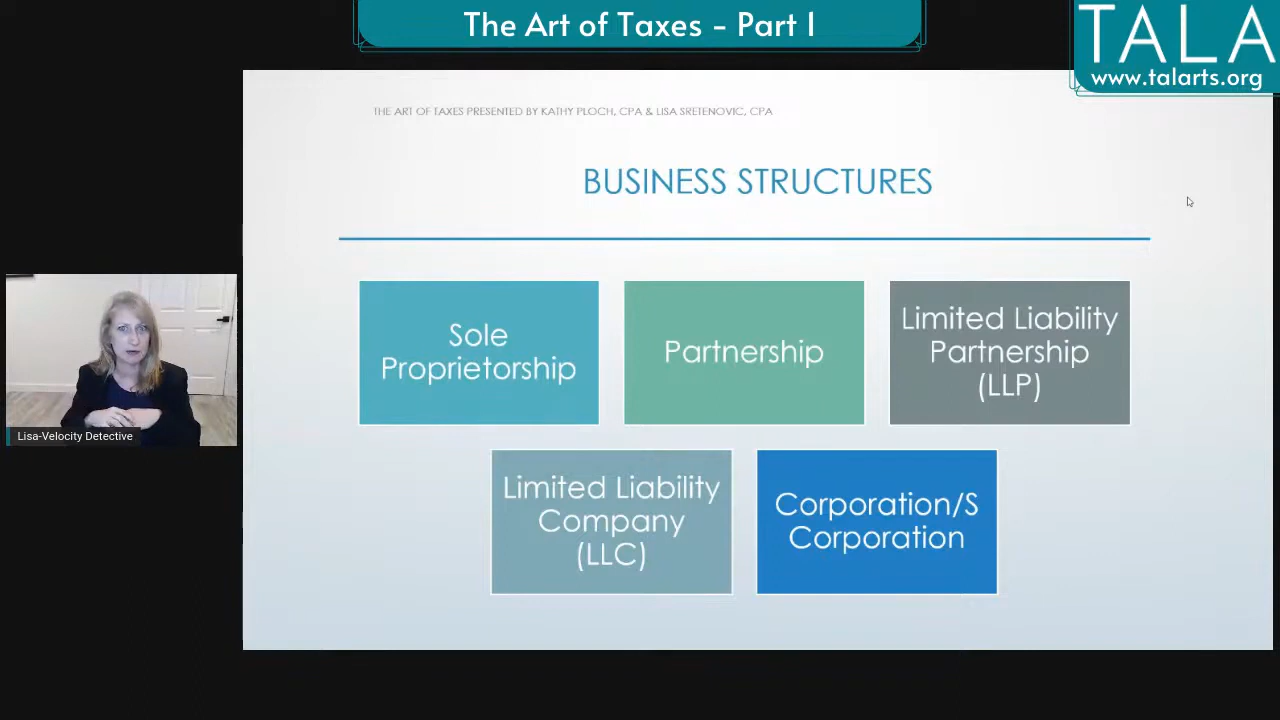 The Art of Taxes - Part I
TALA
www.talarts.org
THE ART OF TAXES PRESENTED BY KATHY PLOCH, CPA & LISA SRETENOVIC, CPA
BUSINESS STRUCTURES
Sole
Proprietorship
Partnership
Limited Liability
Partnership
(LLP)
Limited Liability
Company
(LLC)
Corporation/S
Corporation
Lisa-Velocity Detective